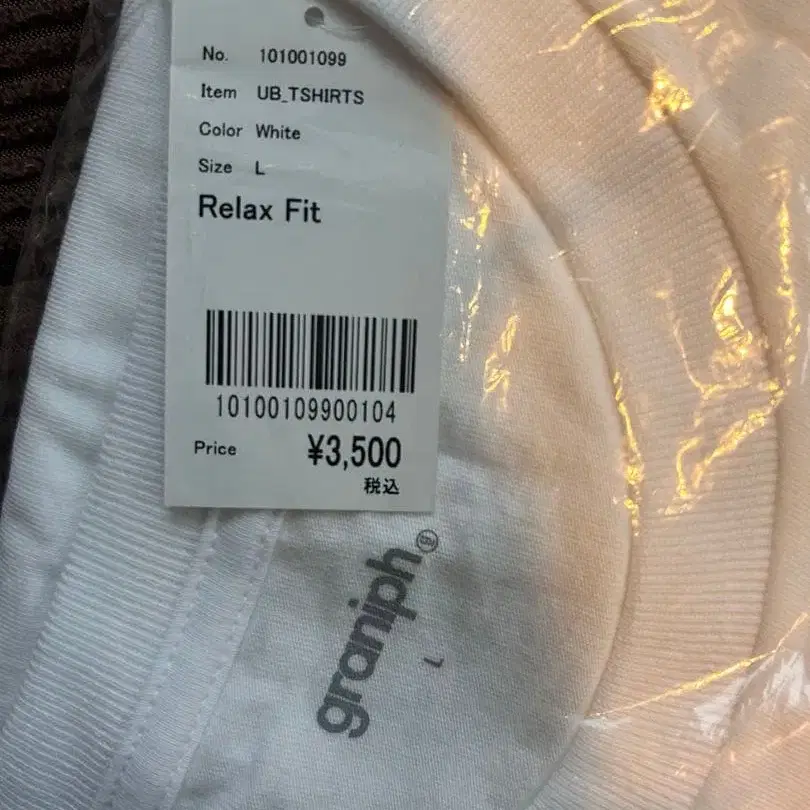 No. 101001099
Item UB_TSHIRTS
Color White
Size L
Relax Fit
10100109900104
Price ¥3,500
税込
graniph
L